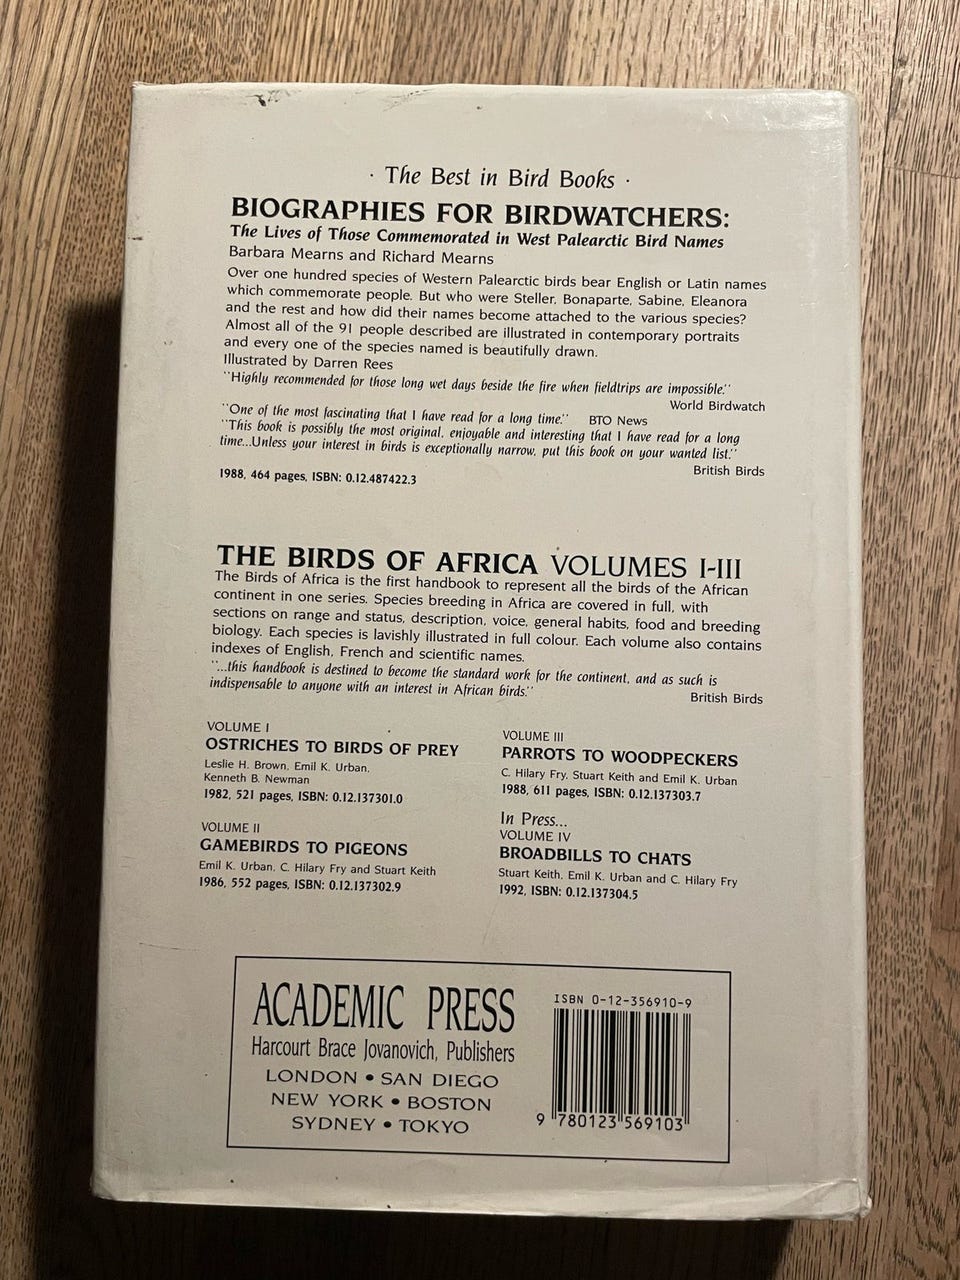 · The Best in Bird Books ·
BIOGRAPHIES FOR BIRDWATCHERS:
The Lives of Those Commemorated in West Palearctic Bird Names
Barbara Mearns and Richard Mearns
Over one hundred species of Western Palearctic birds bear English or Latin names
which commemorate people. But who were Steller, Bonaparte, Sabine, Eleanora
and the rest and how did their names become attached to the various species?
Almost all of the 91 people described are illustrated in contemporary portraits
and every one of the species named is beautifully drawn.
Illustrated by Darren Rees
"Highly recommended for those long wet days beside the fire when fieldtrips are impossible."
World Birdwatch
"One of the most fascinating that I have read for a long time." BTO News
"This book is possibly the most original, enjoyable and interesting that I have read for a long
time...Unless your interest in birds is exceptionally narrow, put this book on your wanted list."
British Birds
1988, 464 pages, ISBN: 0.12.487422.3
THE BIRDS OF AFRICA VOLUMES I-III
The Birds of Africa is the first handbook to represent all the birds of the African
continent in one series. Species breeding in Africa are covered in full, with
sections on range and status, description, voice, general habits, food and breeding
biology. Each species is lavishly illustrated in full colour. Each volume also contains
indexes of English, French and scientific names.
"...this handbook is destined to become the standard work for the continent, and as such is
indispensable to anyone with an interest in African birds."
British Birds
VOLUME I
OSTRICHES TO BIRDS OF PREY
Leslie H. Brown, Emil K. Urban,
Kenneth B. Newman
1982, 521 pages, ISBN: 0.12.137301.0
VOLUME II
GAMEBIRDS TO PIGEONS
Emil K. Urban, C. Hilary Fry and Stuart Keith
1986, 552 pages, ISBN: 0.12.137302.9
VOLUME III
PARROTS TO WOODPECKERS
C. Hilary Fry, Stuart Keith and Emil K. Urban
1988, 611 pages, ISBN: 0.12.137303.7
In Press...
VOLUME IV
BROADBILLS TO CHATS
Stuart Keith, Emil K. Urban and C. Hilary Fry
1992, ISBN: 0.12.137304.5
ACADEMIC PRESS
Harcourt Brace Jovanovich, Publishers
LONDON • SAN DIEGO
NEW YORK • BOSTON
SYDNEY • TOKYO
ISBN 0-12-356910-9
9 780123 569103